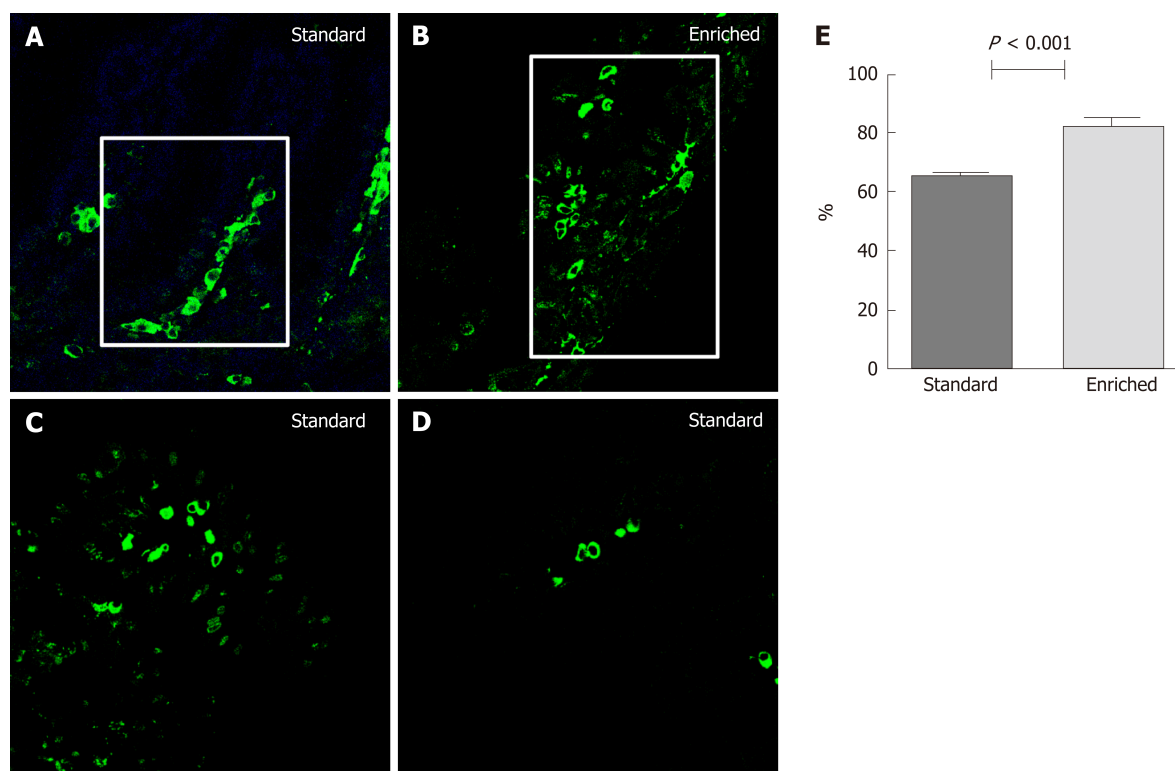 A
Standard
B
Enriched
C
Standard
D
Standard
E
P < 0.001
100
80
60
40
20
0
%
Standard
Enriched